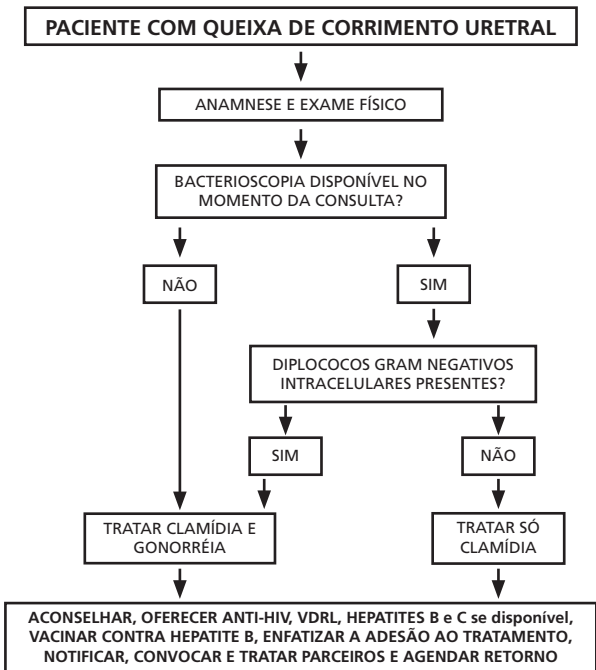 PACIENTE COM QUEIXA DE CORRIMENTO URETRAL
ANAMNESE E EXAME FÍSICO
BACTERIOSCOPIA DISPONÍVEL NO
MOMENTO DA CONSULTA?
NÃO
SIM
DIPLOCOCOS GRAM NEGATIVOS
INTRACELULARES PRESENTES?
SIM
NÃO
TRATAR CLAMÍDIA E
GONORRÉIA
TRATAR SÓ
CLAMÍDIA
ACONSELHAR, OFERECER ANTI-HIV, VDRL, HEPATITES B e C se disponível,
VACINAR CONTRA HEPATITE B, ENFATIZAR A ADESÃO AO TRATAMENTO,
NOTIFICAR, CONVOCAR E TRATAR PARCEIROS E AGENDAR RETORNO